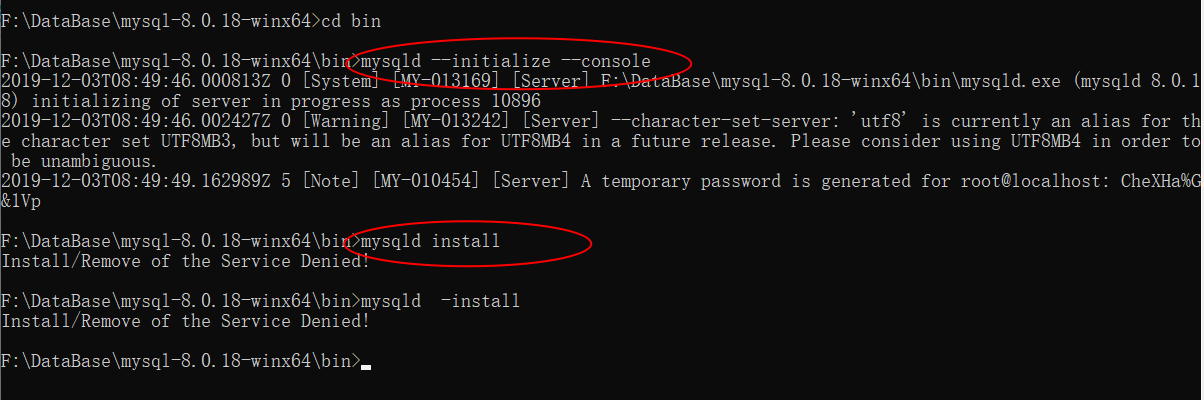 F:\DataBase\mysql-8.0.18-winx64>cd bin
F:\DataBase\mysql-8.0.18-winx64\bin>mysqld --initialize --console
2019-12-03T08:49:46.000813Z 0 [System] [MY-013169] [Server] F:\DataBase\mysql-8.0.18-winx64\bin\mysqld.exe (mysqld 8.0.1
8) initializing of server in progress as process 10896
2019-12-03T08:49:46.002427Z 0 [Warning] [MY-013242] [Server] --character-set-server: 'utf8' is currently an alias for th
e character set UTF8MB3, but will be an alias for UTF8MB4 in a future release. Please consider using UTF8MB4 in order to
 be unambiguous.
2019-12-03T08:49:49.162989Z 5 [Note] [MY-010454] [Server] A temporary password is generated for root@localhost: CheXHa%G
&lVp
F:\DataBase\mysql-8.0.18-winx64\bin>mysqld install
Install/Remove of the Service Denied!
F:\DataBase\mysql-8.0.18-winx64\bin>mysqld  -install
Install/Remove of the Service Denied!
F:\DataBase\mysql-8.0.18-winx64\bin>